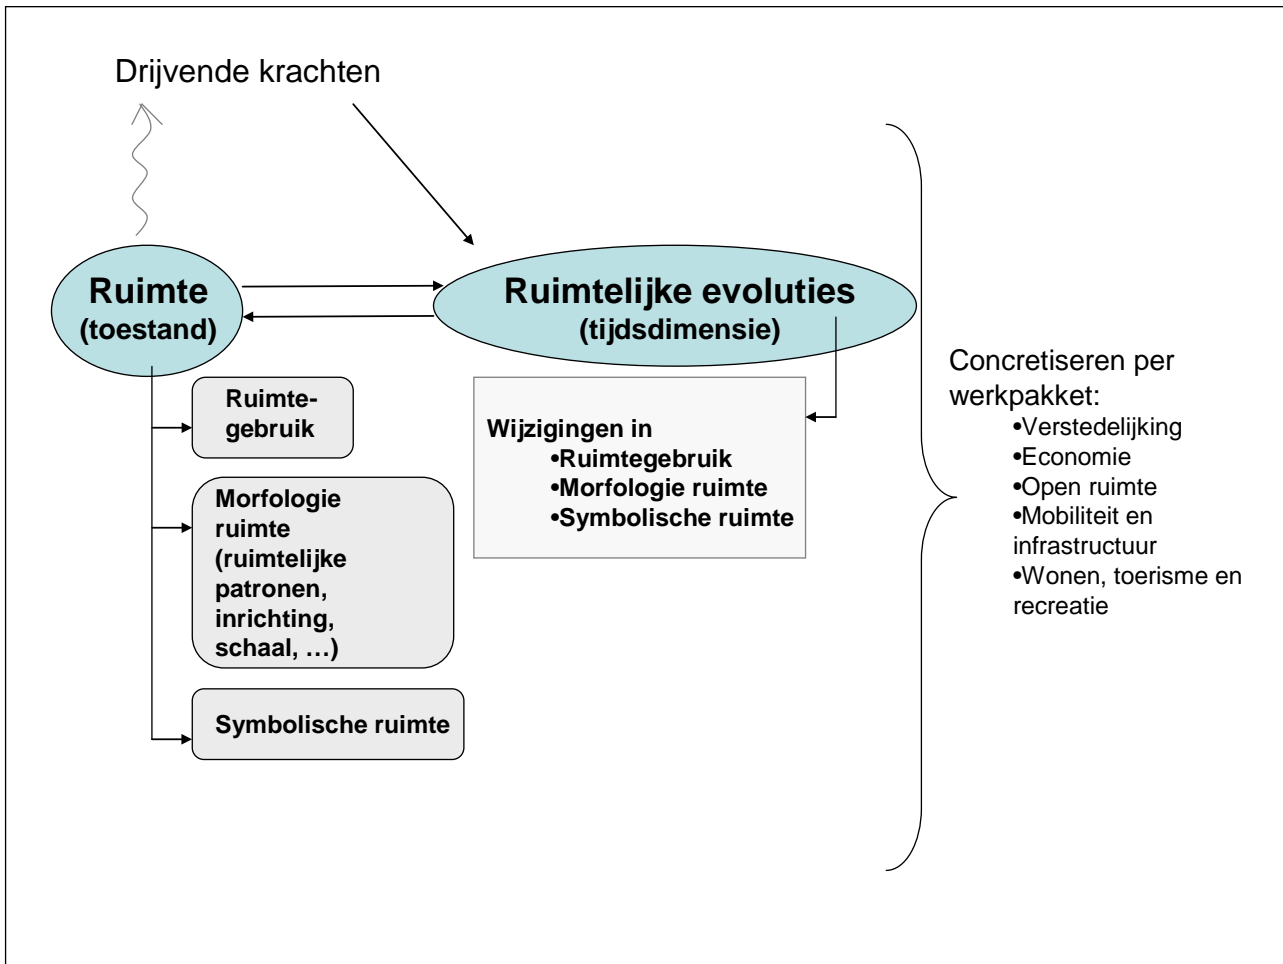 Drijvende krachten
Ruimte
(toestand)
Ruimtelijke evoluties
(tijdsdimensie)
Ruimte-
gebruik
Morfologie
ruimte
(ruimtelijke
patronen,
inrichting,
schaal, …)
Symbolische ruimte
Wijzigingen in
•Ruimtegebruik
•Morfologie ruimte
•Symbolische ruimte
Concretiseren per
werkpakket:
•Verstedelijking
•Economie
•Open ruimte
•Mobiliteit en
infrastructuur
•Wonen, toerisme en
recreatie